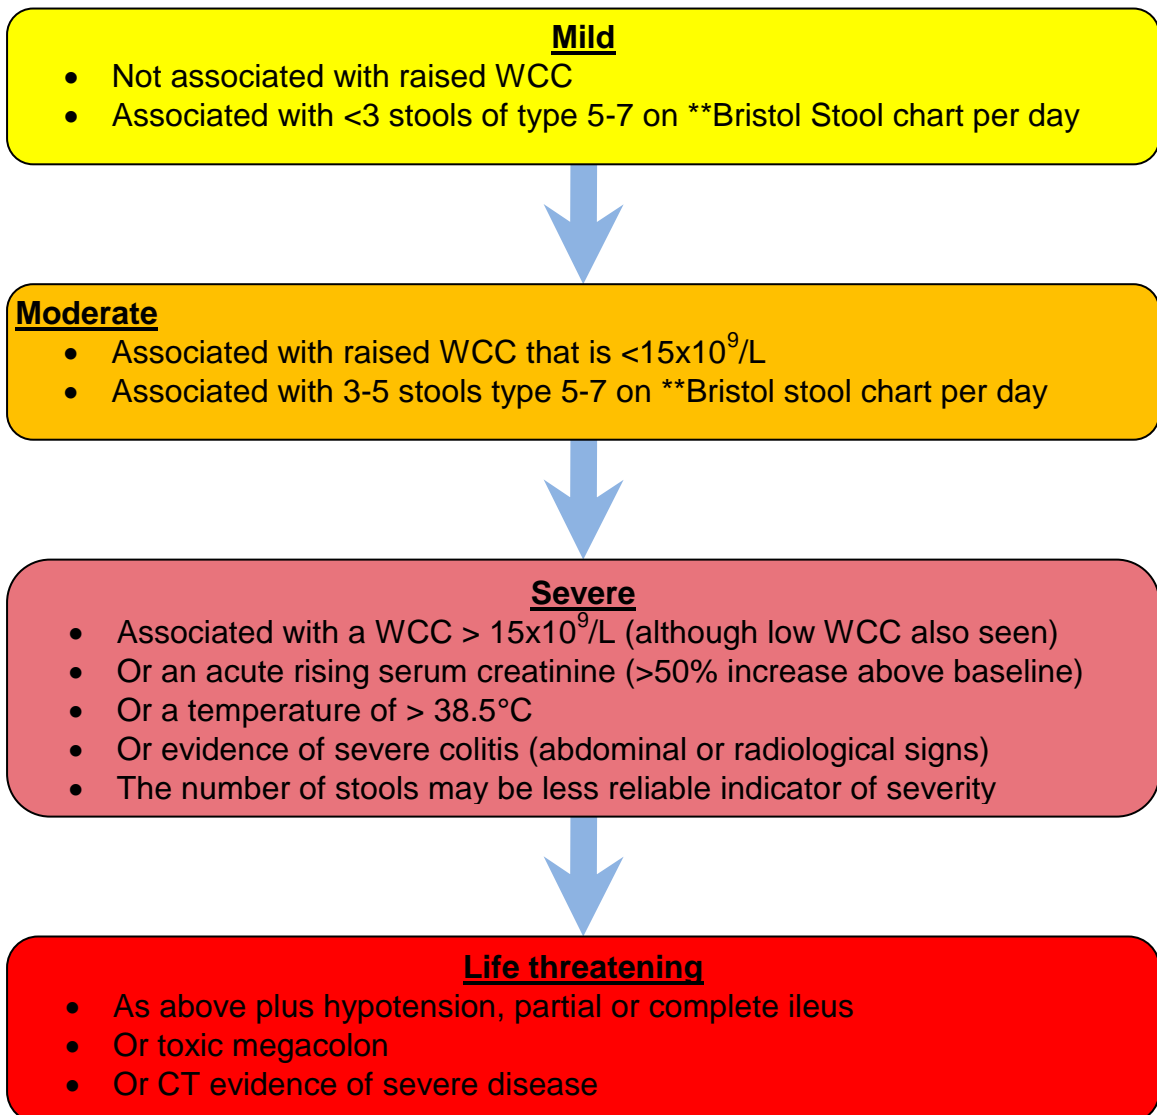 Mild
• Not associated with raised WCC
• Associated with <3 stools of type 5-7 on **Bristol Stool chart per day
Moderate
• Associated with raised WCC that is <15x10⁹/L
• Associated with 3-5 stools type 5-7 on **Bristol stool chart per day
Severe
• Associated with a WCC > 15x10⁹/L (although low WCC also seen)
• Or an acute rising serum creatinine (>50% increase above baseline)
• Or a temperature of > 38.5°C
• Or evidence of severe colitis (abdominal or radiological signs)
• The number of stools may be less reliable indicator of severity
Life threatening
• As above plus hypotension, partial or complete ileus
• Or toxic megacolon
• Or CT evidence of severe disease